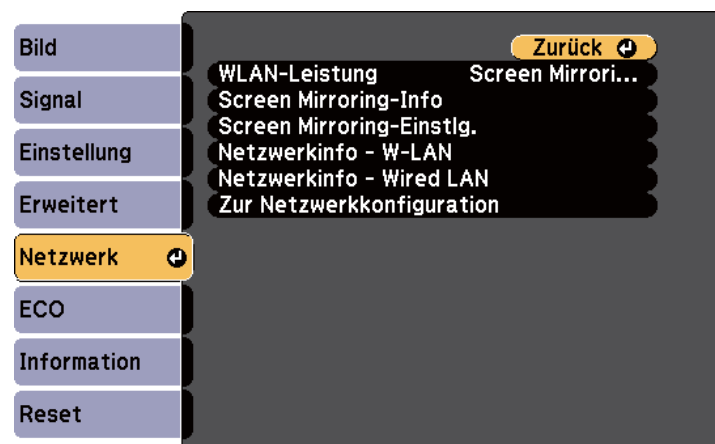 Bild
Signal
Einstellung
Erweitert
Netzwerk
ECO
Information
Reset
Zurück
WLAN-Leistung Screen Mirrori...
Screen Mirroring-Info
Screen Mirroring-Einstlg.
Netzwerkinfo - W-LAN
Netzwerkinfo - Wired LAN
Zur Netzwerkkonfiguration